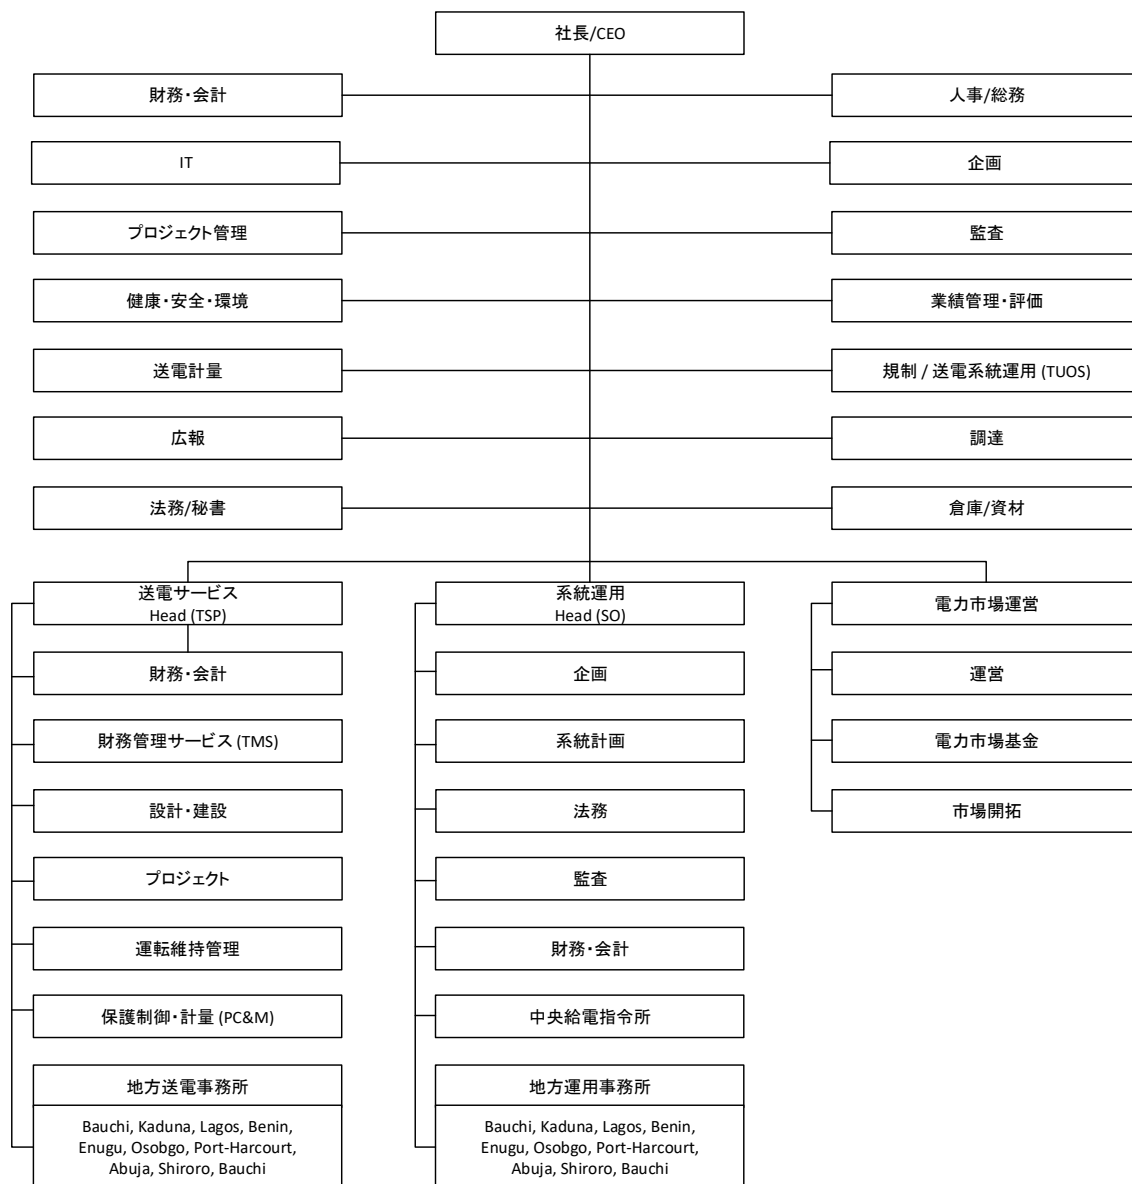 社長/CEO
財務・会計
人事/総務
IT
企画
プロジェクト管理
監査
健康・安全・環境
業績管理・評価
送電計量
規制 / 送電系統運用 (TUOS)
広報
調達
法務/秘書
倉庫/資材
送電サービス
Head (TSP)
財務・会計
財務管理サービス (TMS)
設計・建設
プロジェクト
運転維持管理
保護制御・計量 (PC&M)
地方送電事務所
Bauchi, Kaduna, Lagos, Benin,
Enugu, Osobgo, Port-Harcourt,
Abuja, Shiroro, Bauchi
系統運用
Head (SO)
企画
系統計画
法務
監査
財務・会計
中央給電指令所
地方運用事務所
Bauchi, Kaduna, Lagos, Benin,
Enugu, Osobgo, Port-Harcourt,
Abuja, Shiroro, Bauchi
電力市場運営
運営
電力市場基金
市場開拓